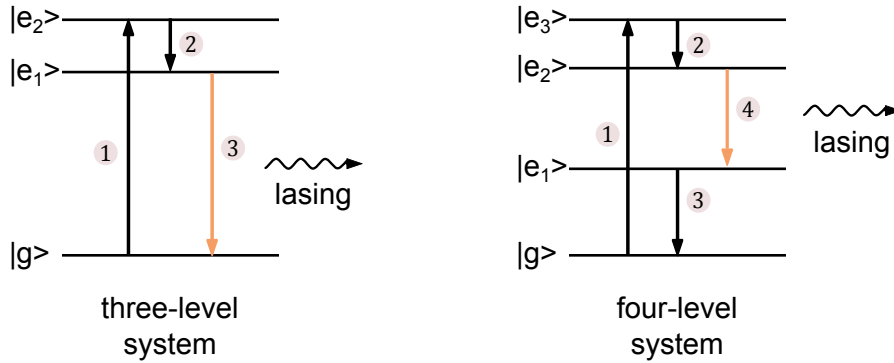 |e₂>
②
|e₁>
①
③
lasing
|g>
three-level
system
|e₃>
②
|e₂>
④
①
lasing
|e₁>
③
|g>
four-level
system